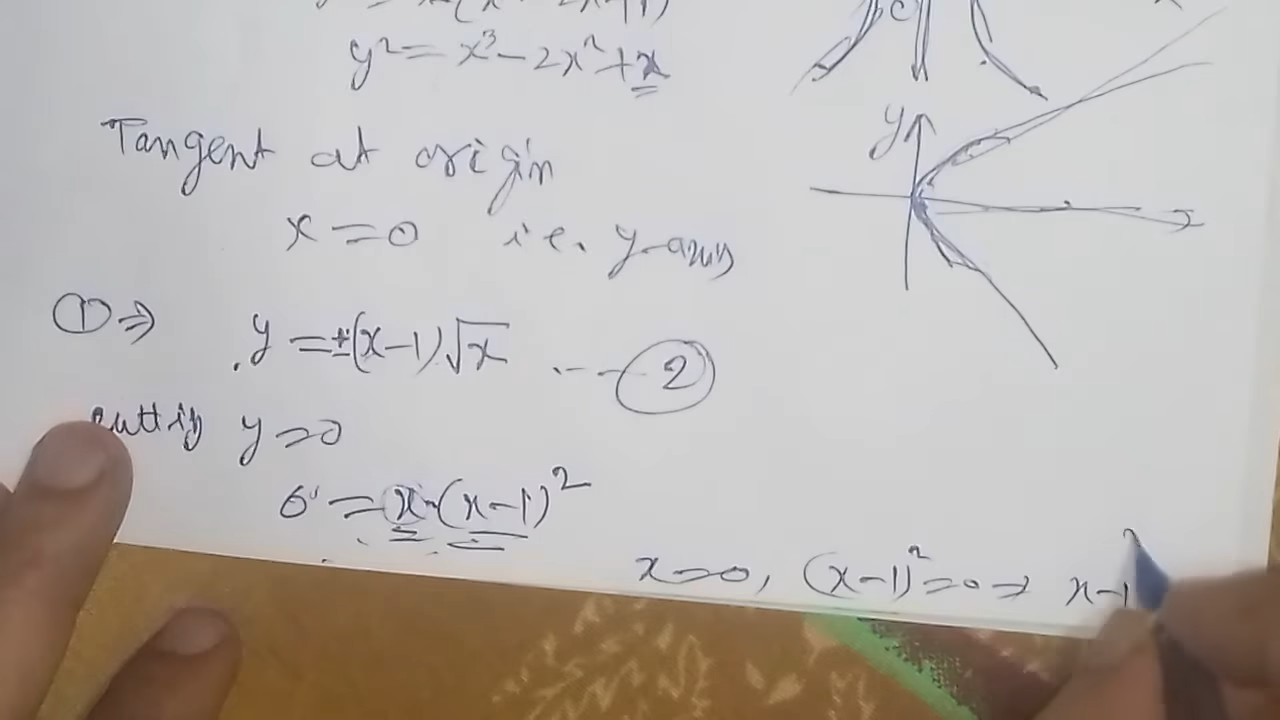 y² = x³ - 2x² + x
Tangent at origin
x = 0 i.e. y-axis
① ⇒ y = ±(x-1)√x ---- ②
putting y = 0
0 = x·(x-1)²
x = 0, (x-1)² = 0 ⇒ x-1
y
x